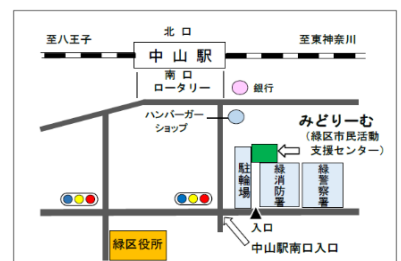 北 口
至八王子
至東神奈川
中 山 駅
南 口
ロータリー
銀行
ハンバーガー
ショップ
みどりーむ
(緑区市民活動
支援センター)
駐輪場
緑消防署
緑警察署
入口
中山駅南口入口
緑区役所